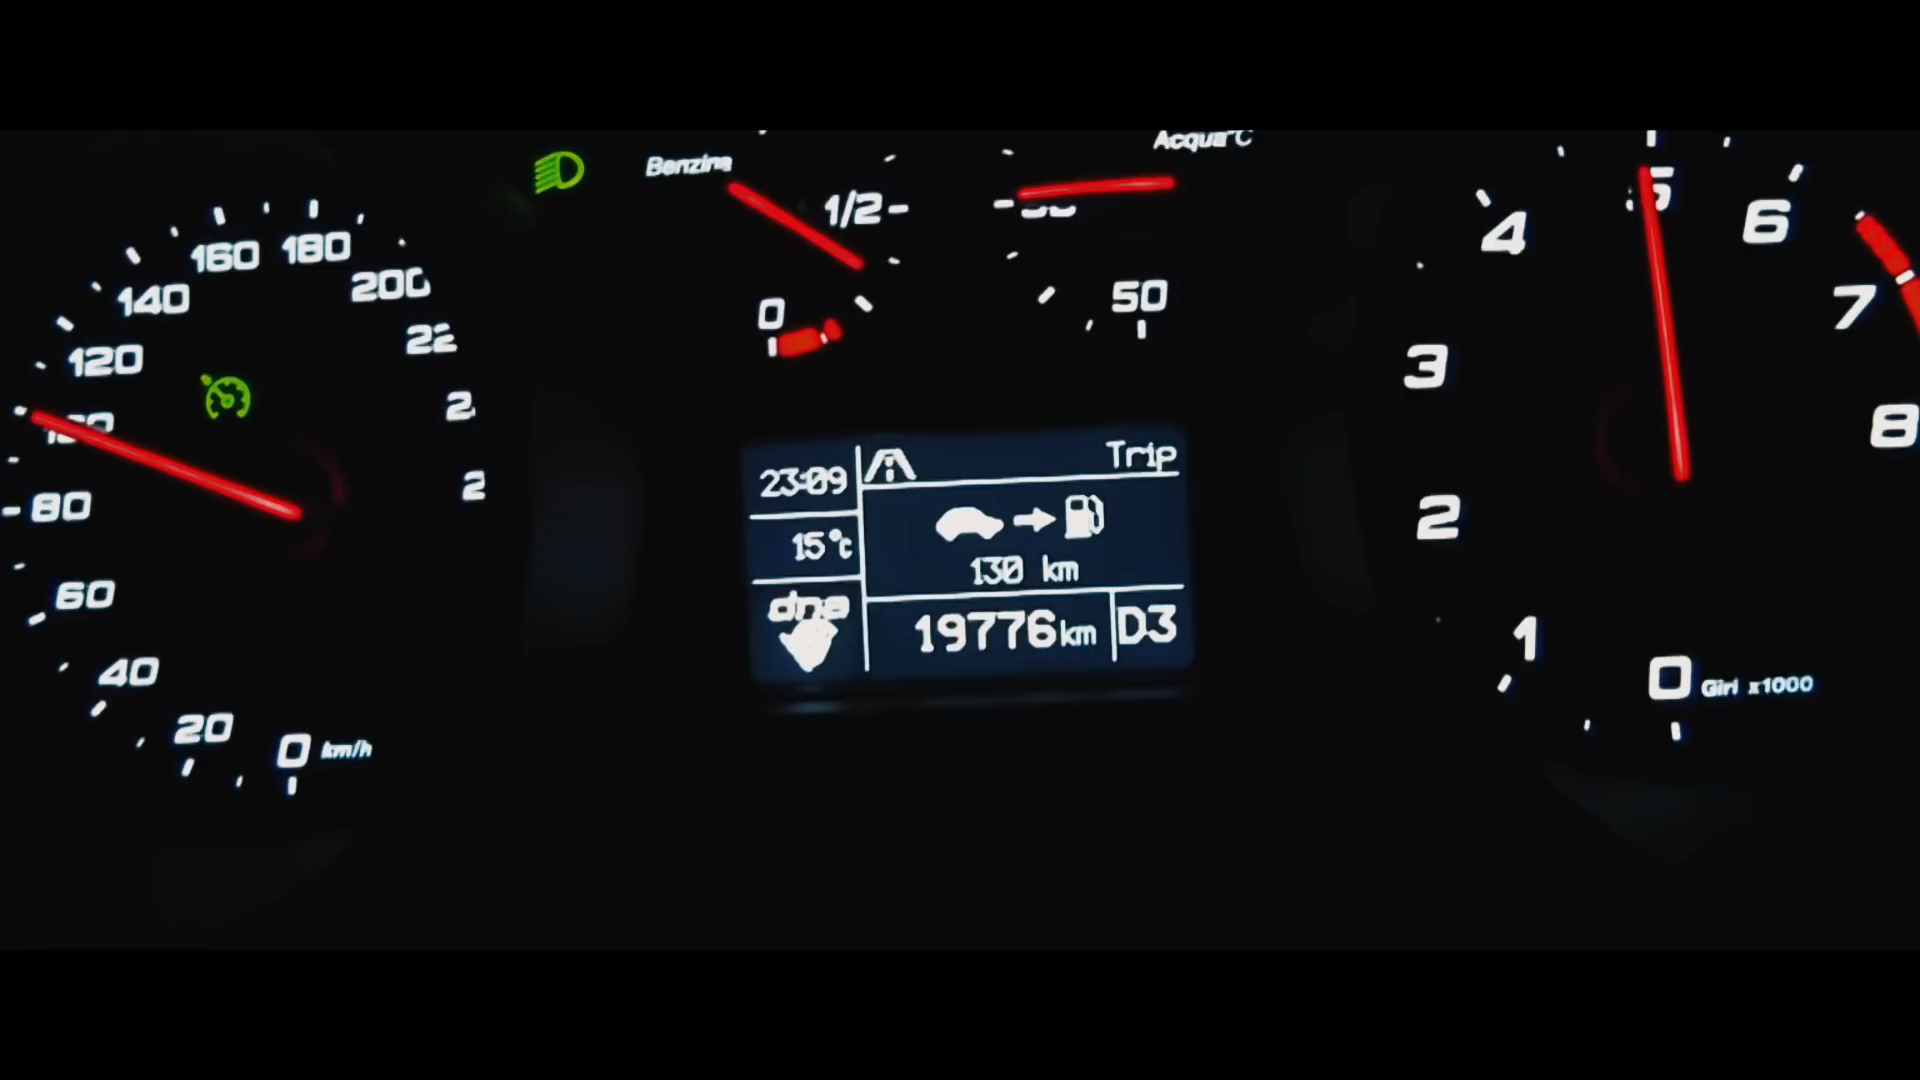 Benzina
Acqua°C
1/2
0
50
160
180
140
200
120
22
2
80
2
60
40
20
0 km/h
4
5
6
7
3
8
2
1
0 Giri x1000
23:09
Trip
15°c
130 km
dna
19776km
D3